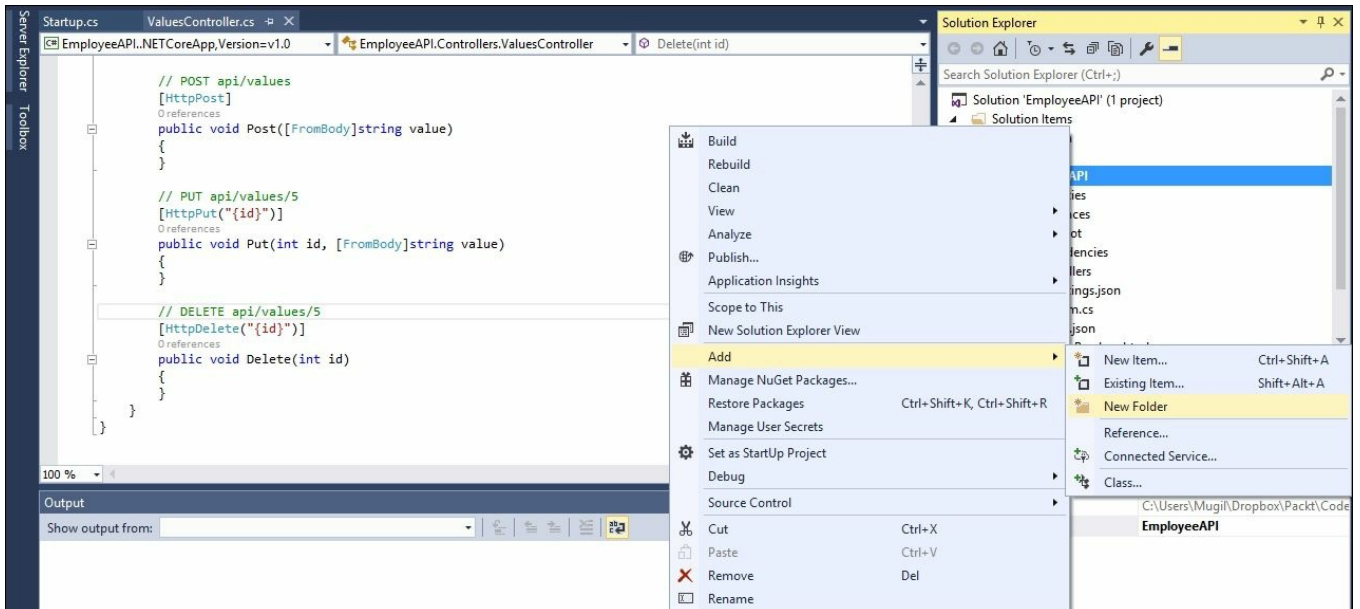 Server Explorer
Toolbox
Startup.cs ValuesController.cs
EmployeeAPI..NETCoreApp,Version=v1.0 EmployeeAPI.Controllers.ValuesController Delete(int id)
// POST api/values
[HttpPost]
0 references
public void Post([FromBody]string value)
{
}
// PUT api/values/5
[HttpPut("{id}")]
0 references
public void Put(int id, [FromBody]string value)
{
}
// DELETE api/values/5
[HttpDelete("{id}")]
0 references
public void Delete(int id)
{
}
}
}
100 %
Output
Show output from:
Build
Rebuild
Clean
View
Analyze
Publish...
Application Insights
Scope to This
New Solution Explorer View
Add
Manage NuGet Packages...
Restore Packages Ctrl+Shift+K, Ctrl+Shift+R
Manage User Secrets
Set as StartUp Project
Debug
Source Control
Cut Ctrl+X
Paste Ctrl+V
Remove Del
Rename
Solution Explorer
Search Solution Explorer (Ctrl+;)
Solution 'EmployeeAPI' (1 project)
Solution Items
API
ies
ces
ot
dencies
llers
ings.json
m.cs
json
New Item... Ctrl+Shift+A
Existing Item... Shift+Alt+A
New Folder
Reference...
Connected Service...
Class...
C:\Users\Mugil\Dropbox\Packt\Code
EmployeeAPI